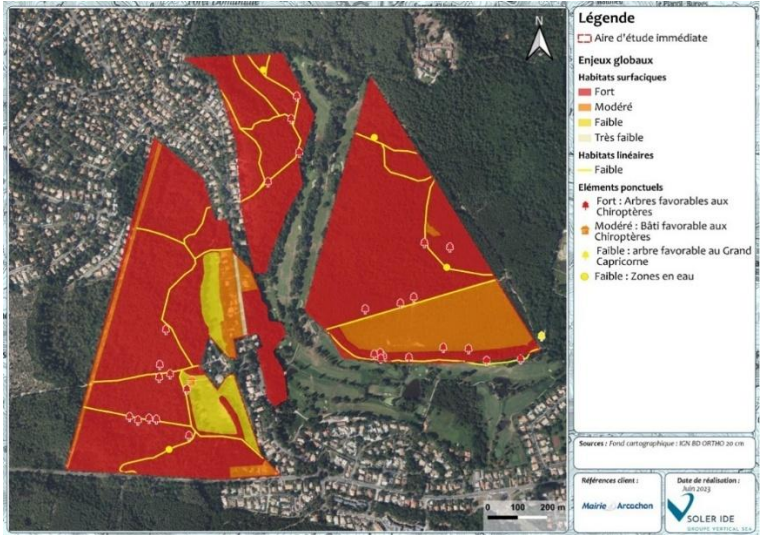 N
0 100 200 m
Légende
Aire d'étude immédiate
Enjeux globaux
Habitats surfaciques
Fort
Modéré
Faible
Très faible
Habitats linéaires
Faible
Eléments ponctuels
Fort : Arbres favorables aux
Chiroptères
Modéré : Bâti favorable aux
Chiroptères
Faible : arbre favorable au Grand
Capricorne
Faible : Zones en eau
Sources : Fond cartographique : IGN BD ORTHO 20 cm
Références client :
Mairie Arcachon
Date de réalisation :
Juin 2023
SOLER IDE
GROUPE VERTICAL SEA